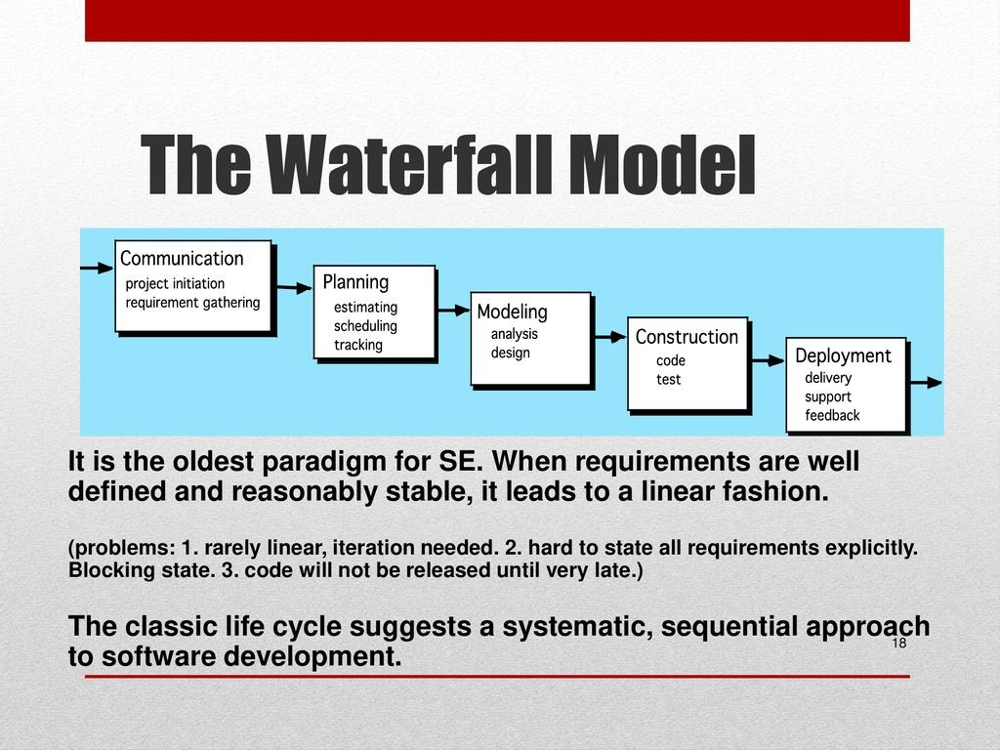 The Waterfall Model
Communication
project initiation
requirement gathering
Planning
estimating
scheduling
tracking
Modeling
analysis
design
Construction
code
test
Deployment
delivery
support
feedback
It is the oldest paradigm for SE. When requirements are well
defined and reasonably stable, it leads to a linear fashion.
(problems: 1. rarely linear, iteration needed. 2. hard to state all requirements explicitly.
Blocking state. 3. code will not be released until very late.)
The classic life cycle suggests a systematic, sequential approach
to software development.
18